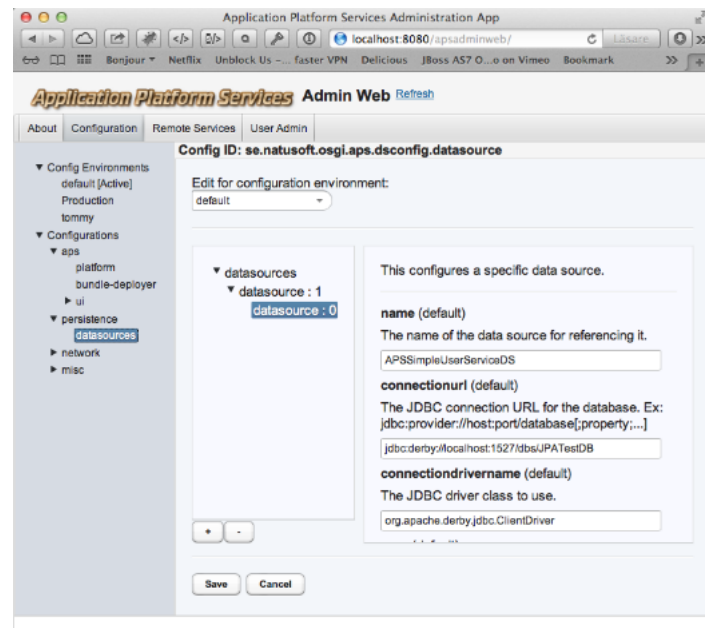 Application Platform Services Administration App
localhost:8080/apsadminweb/ Läsare
Bonjour Netflix Unblock Us – ... faster VPN Delicious JBoss AS7 O...o on Vimeo Bookmark
Application Platform Services Admin Web Refresh
About Configuration Remote Services User Admin
Config ID: se.natusoft.osgi.aps.dsconfig.datasource
Config Environments
default [Active]
Production
tommy
Configurations
aps
platform
bundle-deployer
ui
persistence
datasources
network
misc
Edit for configuration environment:
default
datasources
datasource : 1
datasource : 0
+ -
This configures a specific data source.
name (default)
The name of the data source for referencing it.
APSSimpleUserServiceDS
connectionurl (default)
The JDBC connection URL for the database. Ex:
jdbc:provider://host:port/database[;property;...]
jdbc:derby://localhost:1527/dbs/JPATestDB
connectiondrivername (default)
The JDBC driver class to use.
org.apache.derby.jdbc.ClientDriver
Save Cancel